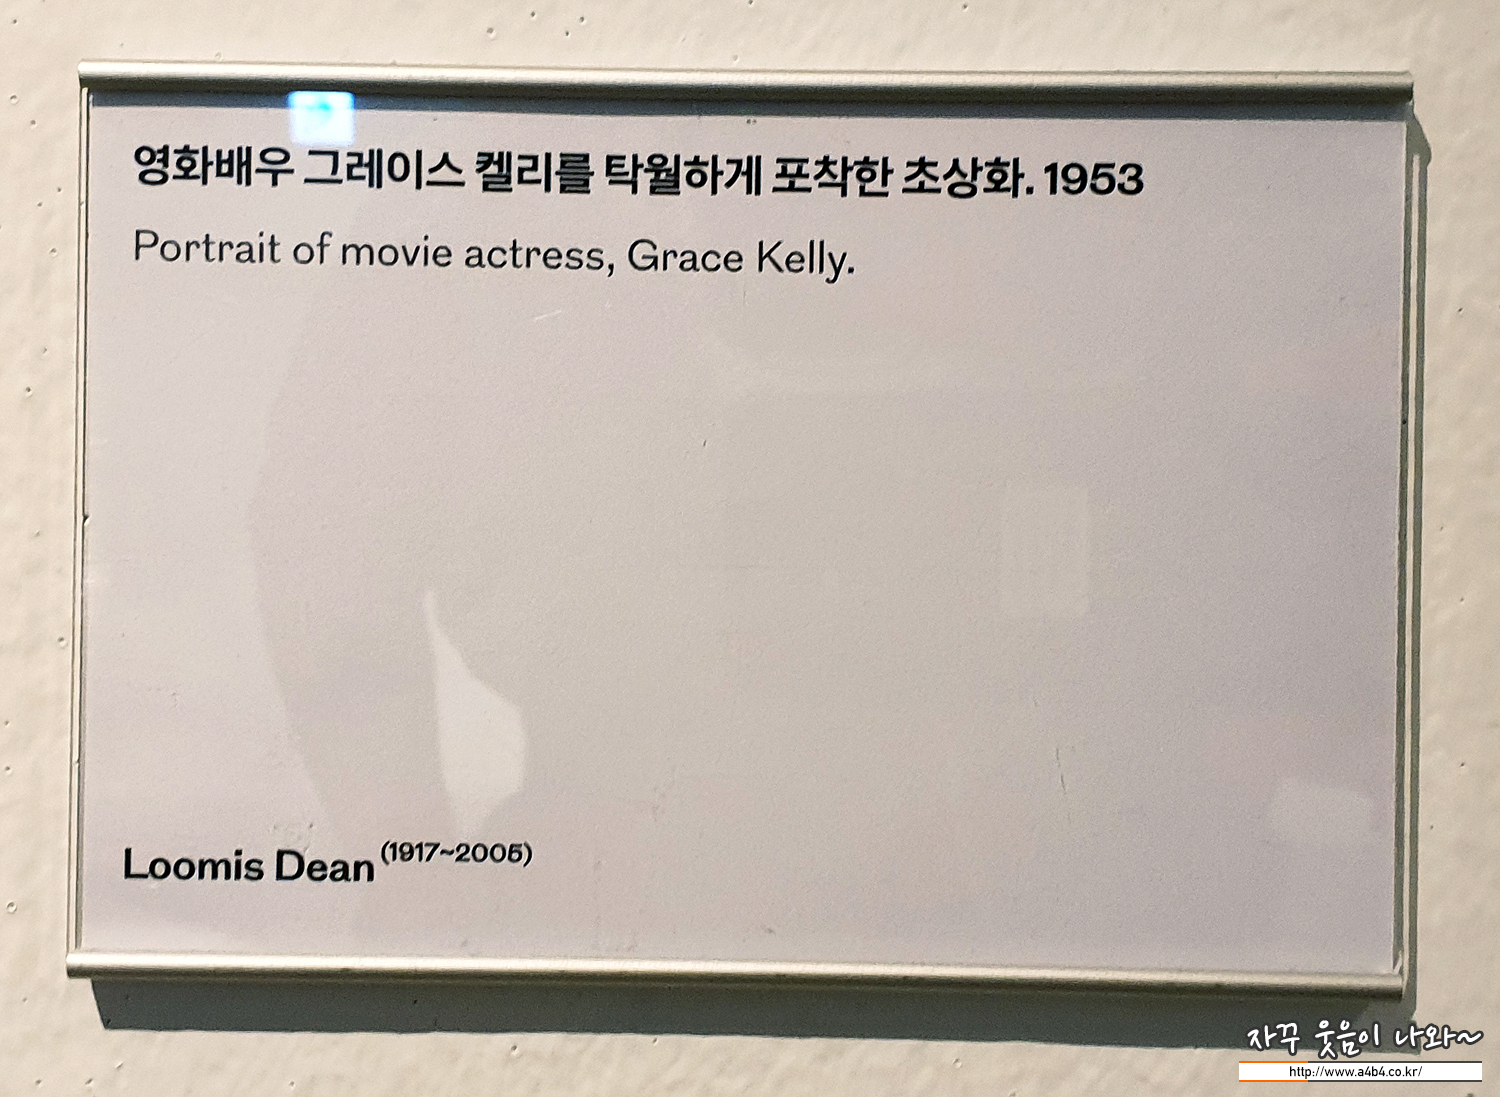 영화배우 그레이스 켈리를 탁월하게 포착한 초상화. 1953
Portrait of movie actress, Grace Kelly.
Loomis Dean (1917~2005)
자꾸 웃음이 나와~
http://www.a4b4.co.kr/